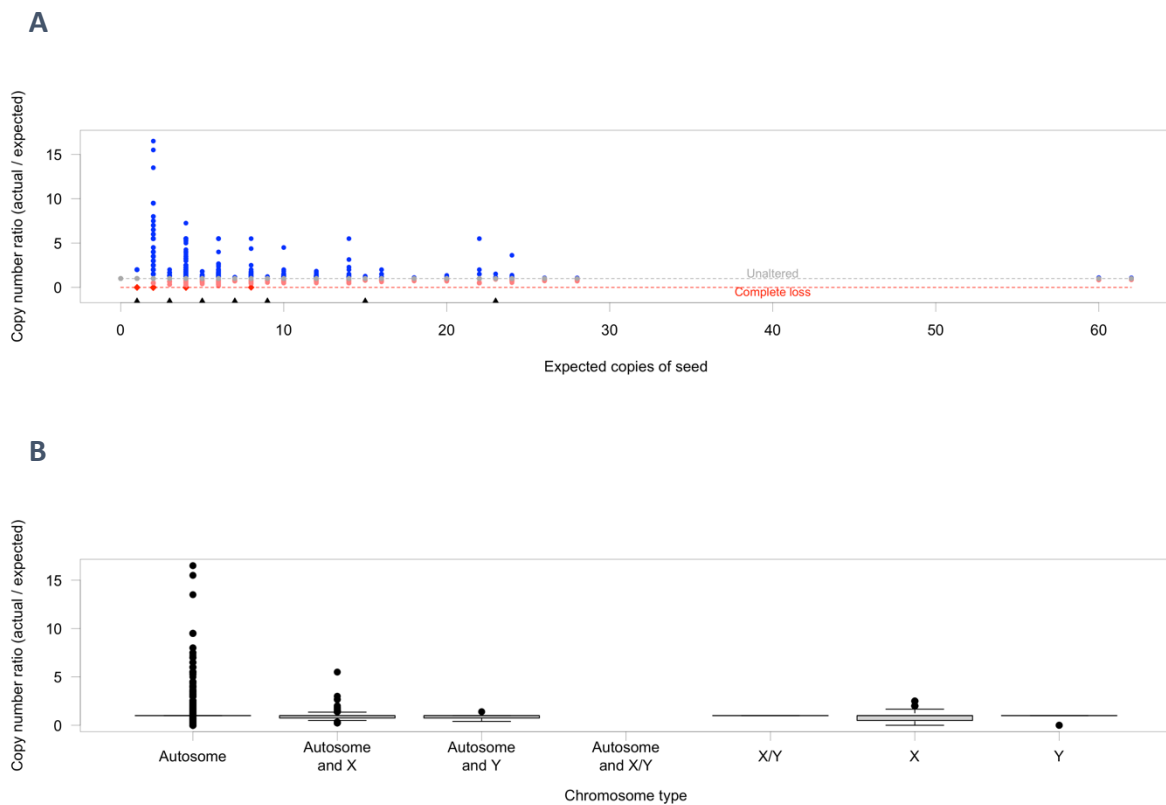 A
Copy number ratio (actual / expected)
15
10
5
0
Unaltered
Complete loss
0 10 20 30 40 50 60
Expected copies of seed
B
Copy number ratio (actual / expected)
15
10
5
0
Autosome Autosome and X Autosome and Y Autosome and X/Y X/Y X Y
Chromosome type